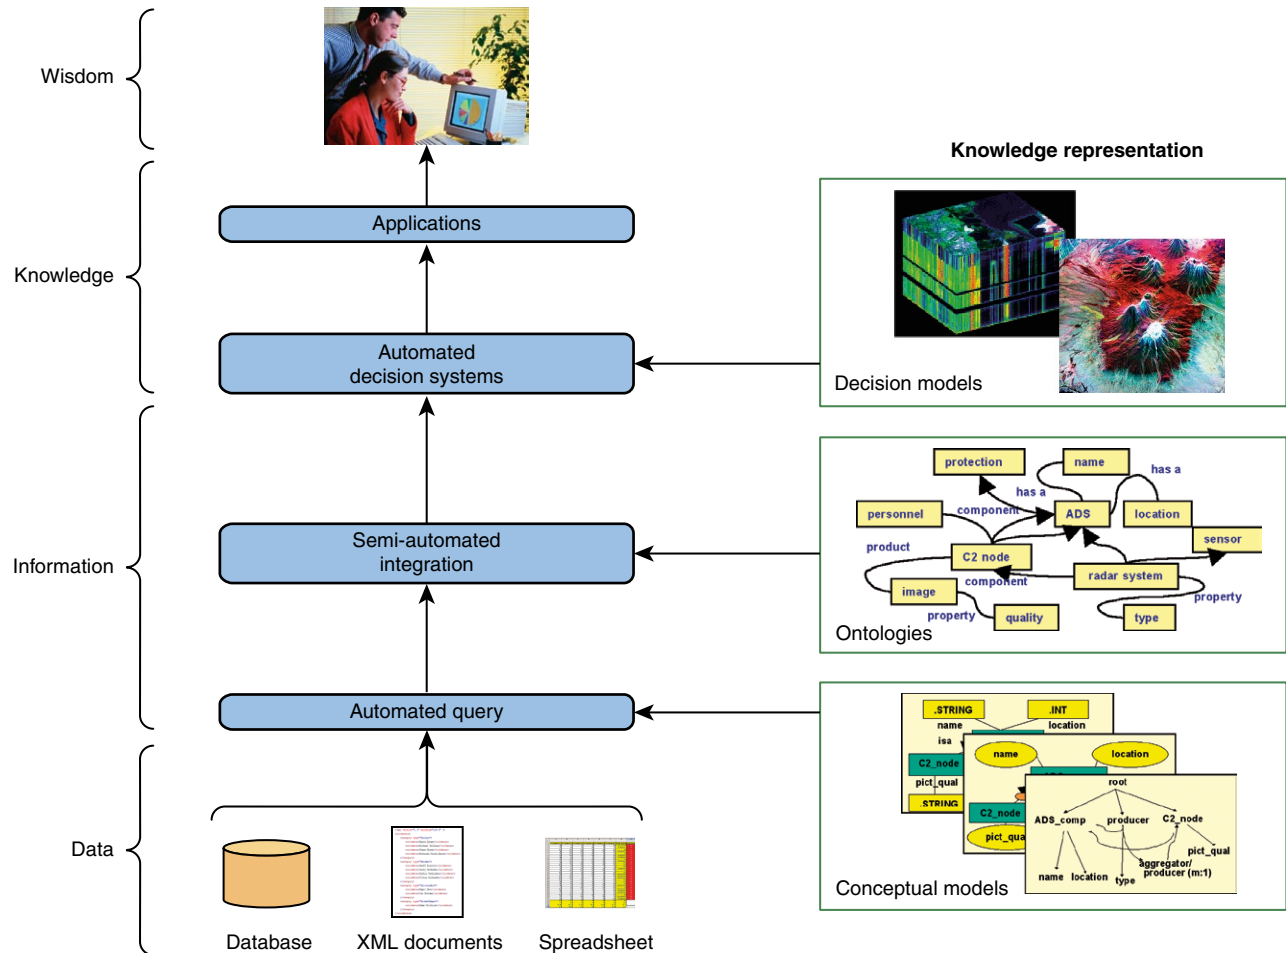 Wisdom
Knowledge representation
Applications
Knowledge
Automated
decision systems
Decision models
protection
name
has a
has a
personnel
component
ADS
location
Semi-automated
integration
sensor
Information
product
C2 node
component
radar system
image
property
property
quality
type
Ontologies
Automated query
.STRING
.INT
name
location
isa
name
location
C2_node
pict_qual
root
.STRING
C2_node
ADS_comp
producer
C2_node
pict_qual
aggregator/
producer (m:1)
name
location
type
Data
Conceptual models
Database
XML documents
Spreadsheet